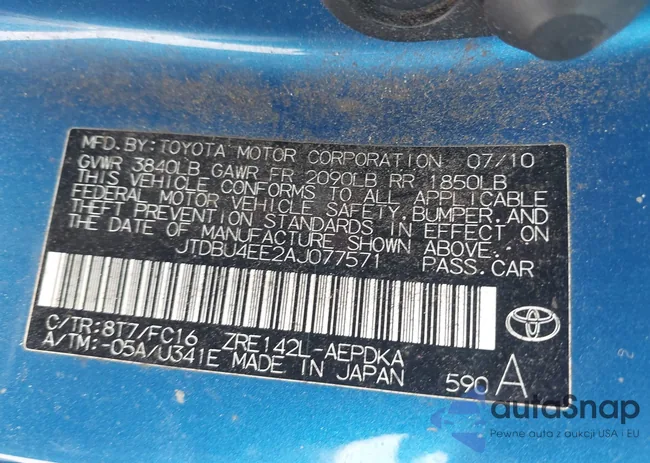 MFD.BY: TOYOTA MOTOR CORPORATION 07/10
GVWR 3840LB GAWR FR 2090LB RR 1850LB
THIS VEHICLE CONFORMS TO ALL APPLICABLE
FEDERAL MOTOR VEHICLE SAFETY, BUMPER, AND
THEFT PREVENTION STANDARDS IN EFFECT ON
THE DATE OF MANUFACTURE SHOWN ABOVE.
JTDBU4EE2AJ077571 PASS.CAR
C/TR:8T7/FC16 ZRE142L-AEPDKA
A/TM:-05A/U341E MADE IN JAPAN 590 A
autoSnap
Pewne auta z aukcji USA i EU